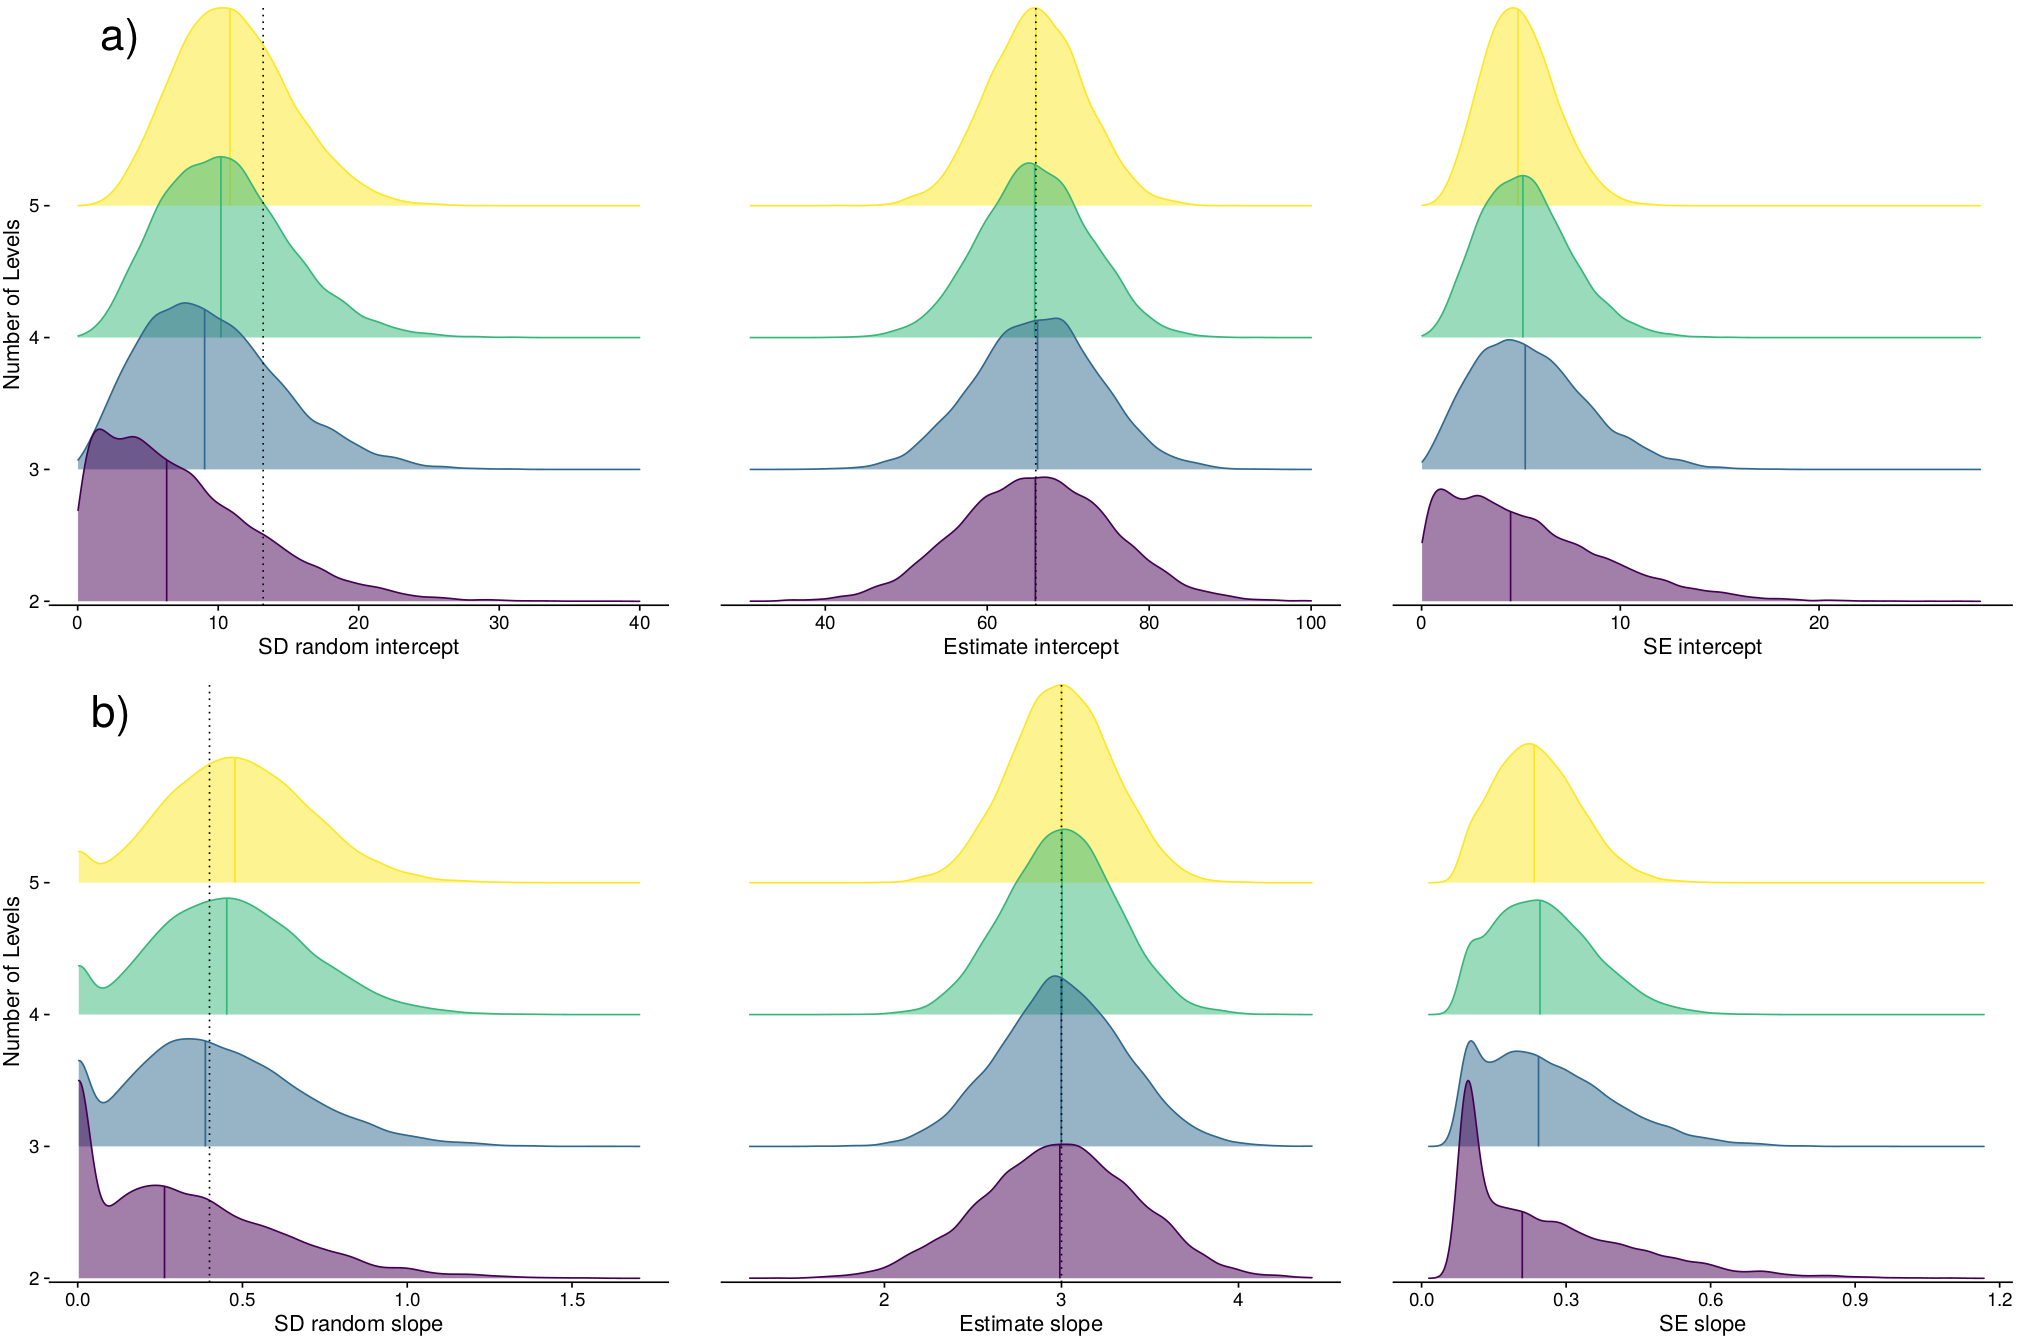 a)
Number of Levels
5
4
3
2
0 10 20 30 40
SD random intercept
40 60 80 100
Estimate intercept
0 10 20
SE intercept
b)
Number of Levels
5
4
3
2
0.0 0.5 1.0 1.5
SD random slope
2 3 4
Estimate slope
0.0 0.3 0.6 0.9 1.2
SE slope